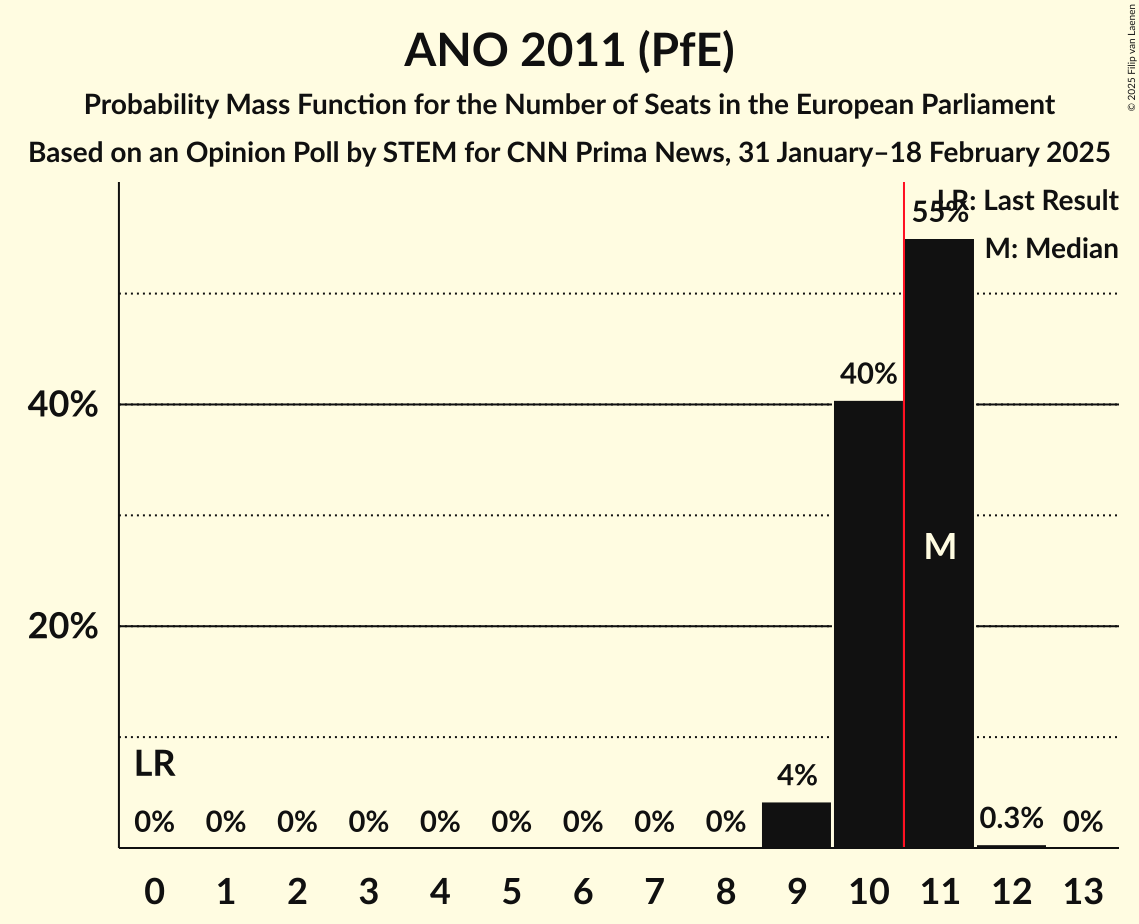 ANO 2011 (PfE)
Probability Mass Function for the Number of Seats in the European Parliament
Based on an Opinion Poll by STEM for CNN Prima News, 31 January–18 February 2025
© 2025 Filip van Laenen
LR: Last Result
55%
M: Median
40%
40%
M
20%
LR
4%
0% 0% 0% 0% 0% 0% 0% 0% 0% 0.3% 0%
0 1 2 3 4 5 6 7 8 9 10 11 12 13